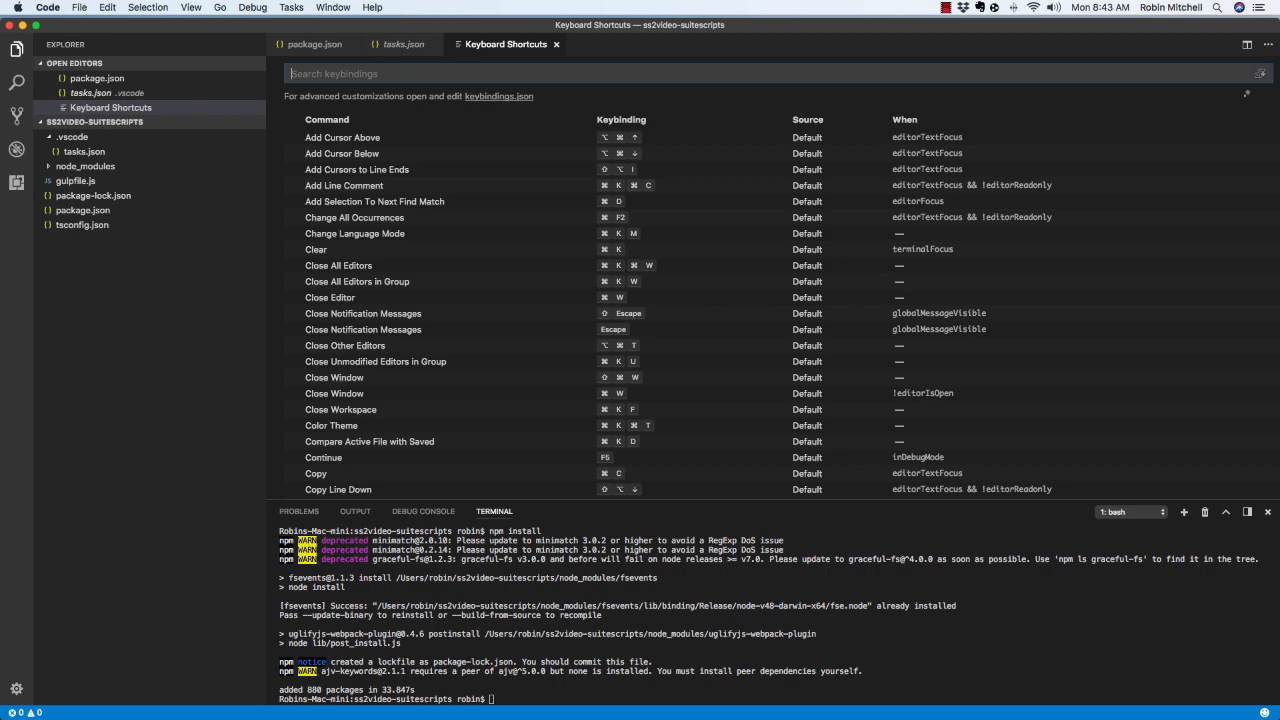 Code File Edit Selection View Go Debug Tasks Window Help Mon 8:43 AM Robin Mitchell
Keyboard Shortcuts — ss2video-suitescripts
EXPLORER
OPEN EDITORS
{} package.json
{} tasks.json .vscode
Keyboard Shortcuts
SS2VIDEO-SUITESCRIPTS
.vscode
{} tasks.json
node_modules
gulpfile.js
{} package-lock.json
{} package.json
{} tsconfig.json
{} package.json {} tasks.json Keyboard Shortcuts ×
Search keybindings
For advanced customizations open and edit keybindings.json
Command Keybinding Source When
Add Cursor Above ⌥ ⌘ ↑ Default editorTextFocus
Add Cursor Below ⌥ ⌘ ↓ Default editorTextFocus
Add Cursors to Line Ends ⇧ ⌥ I Default editorTextFocus
Add Line Comment ⌘ K ⌘ C Default editorTextFocus && !editorReadonly
Add Selection To Next Find Match ⌘ D Default editorFocus
Change All Occurrences ⌘ F2 Default editorTextFocus && !editorReadonly
Change Language Mode ⌘ K M Default —
Clear ⌘ K Default terminalFocus
Close All Editors ⌘ K ⌘ W Default —
Close All Editors in Group ⌘ K W Default —
Close Editor ⌘ W Default —
Close Notification Messages ⇧ Escape Default globalMessageVisible
Close Notification Messages Escape Default globalMessageVisible
Close Other Editors ⌥ ⌘ T Default —
Close Unmodified Editors in Group ⌘ K U Default —
Close Window ⇧ ⌘ W Default —
Close Window ⌘ W Default !editorIsOpen
Close Workspace ⌘ K F Default —
Color Theme ⌘ K ⌘ T Default —
Compare Active File with Saved ⌘ K D Default —
Continue F5 Default inDebugMode
Copy ⌘ C Default editorTextFocus
Copy Line Down ⇧ ⌥ ↓ Default editorTextFocus && !editorReadonly
PROBLEMS OUTPUT DEBUG CONSOLE TERMINAL 1: bash
Robins-Mac-mini:ss2video-suitescripts robin$ npm install
npm WARN deprecated minimatch@2.0.10: Please update to minimatch 3.0.2 or higher to avoid a RegExp DoS issue
npm WARN deprecated minimatch@0.2.14: Please update to minimatch 3.0.2 or higher to avoid a RegExp DoS issue
npm WARN deprecated graceful-fs@1.2.3: graceful-fs v3.0.0 and before will fail on node releases >= v7.0. Please update to graceful-fs@^4.0.0 as soon as possible. Use 'npm ls graceful-fs' to find it in the tree.
> fsevents@1.1.3 install /Users/robin/ss2video-suitescripts/node_modules/fsevents
> node install
[fsevents] Success: "/Users/robin/ss2video-suitescripts/node_modules/fsevents/lib/binding/Release/node-v48-darwin-x64/fse.node" already installed
Pass --update-binary to reinstall or --build-from-source to recompile
> uglifyjs-webpack-plugin@0.4.6 postinstall /Users/robin/ss2video-suitescripts/node_modules/uglifyjs-webpack-plugin
> node lib/post_install.js
npm notice created a lockfile as package-lock.json. You should commit this file.
npm WARN ajv-keywords@2.1.1 requires a peer of ajv@^5.0.0 but none is installed. You must install peer dependencies yourself.
added 880 packages in 33.847s
Robins-Mac-mini:ss2video-suitescripts robin$
0 0